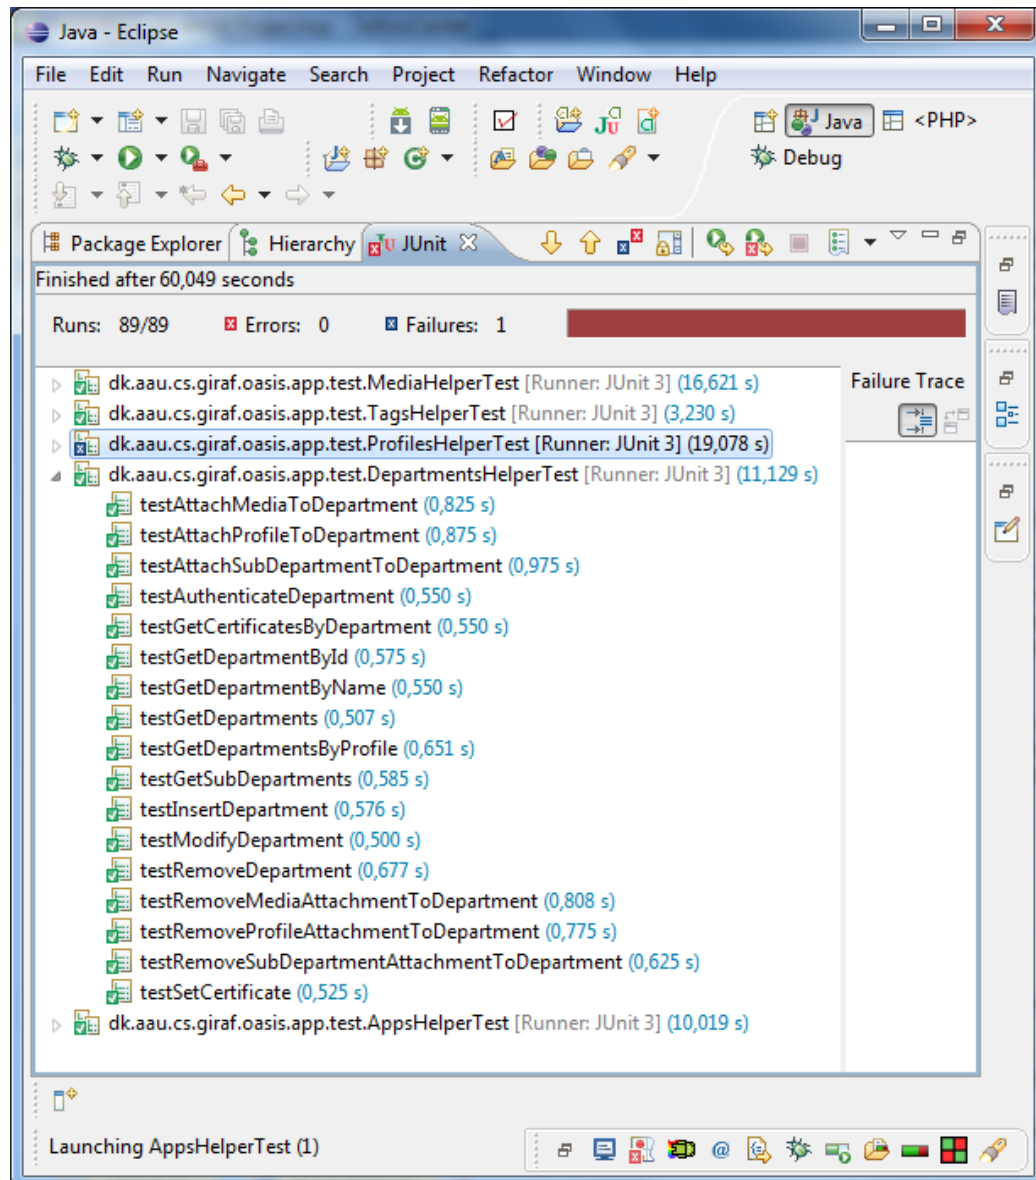 Java - Eclipse
File Edit Run Navigate Search Project Refactor Window Help
Java <PHP>
Debug
Package Explorer Hierarchy JUnit
Finished after 60,049 seconds
Runs: 89/89 Errors: 0 Failures: 1
dk.aau.cs.giraf.oasis.app.test.MediaHelperTest [Runner: JUnit 3] (16,621 s)
Failure Trace
dk.aau.cs.giraf.oasis.app.test.TagsHelperTest [Runner: JUnit 3] (3,230 s)
dk.aau.cs.giraf.oasis.app.test.ProfilesHelperTest [Runner: JUnit 3] (19,078 s)
dk.aau.cs.giraf.oasis.app.test.DepartmentsHelperTest [Runner: JUnit 3] (11,129 s)
testAttachMediaToDepartment (0,825 s)
testAttachProfileToDepartment (0,875 s)
testAttachSubDepartmentToDepartment (0,975 s)
testAuthenticateDepartment (0,550 s)
testGetCertificatesByDepartment (0,550 s)
testGetDepartmentById (0,575 s)
testGetDepartmentByName (0,550 s)
testGetDepartments (0,507 s)
testGetDepartmentsByProfile (0,651 s)
testGetSubDepartments (0,585 s)
testInsertDepartment (0,576 s)
testModifyDepartment (0,500 s)
testRemoveDepartment (0,677 s)
testRemoveMediaAttachmentToDepartment (0,808 s)
testRemoveProfileAttachmentToDepartment (0,775 s)
testRemoveSubDepartmentAttachmentToDepartment (0,625 s)
testSetCertificate (0,525 s)
dk.aau.cs.giraf.oasis.app.test.AppsHelperTest [Runner: JUnit 3] (10,019 s)
Launching AppsHelperTest (1)